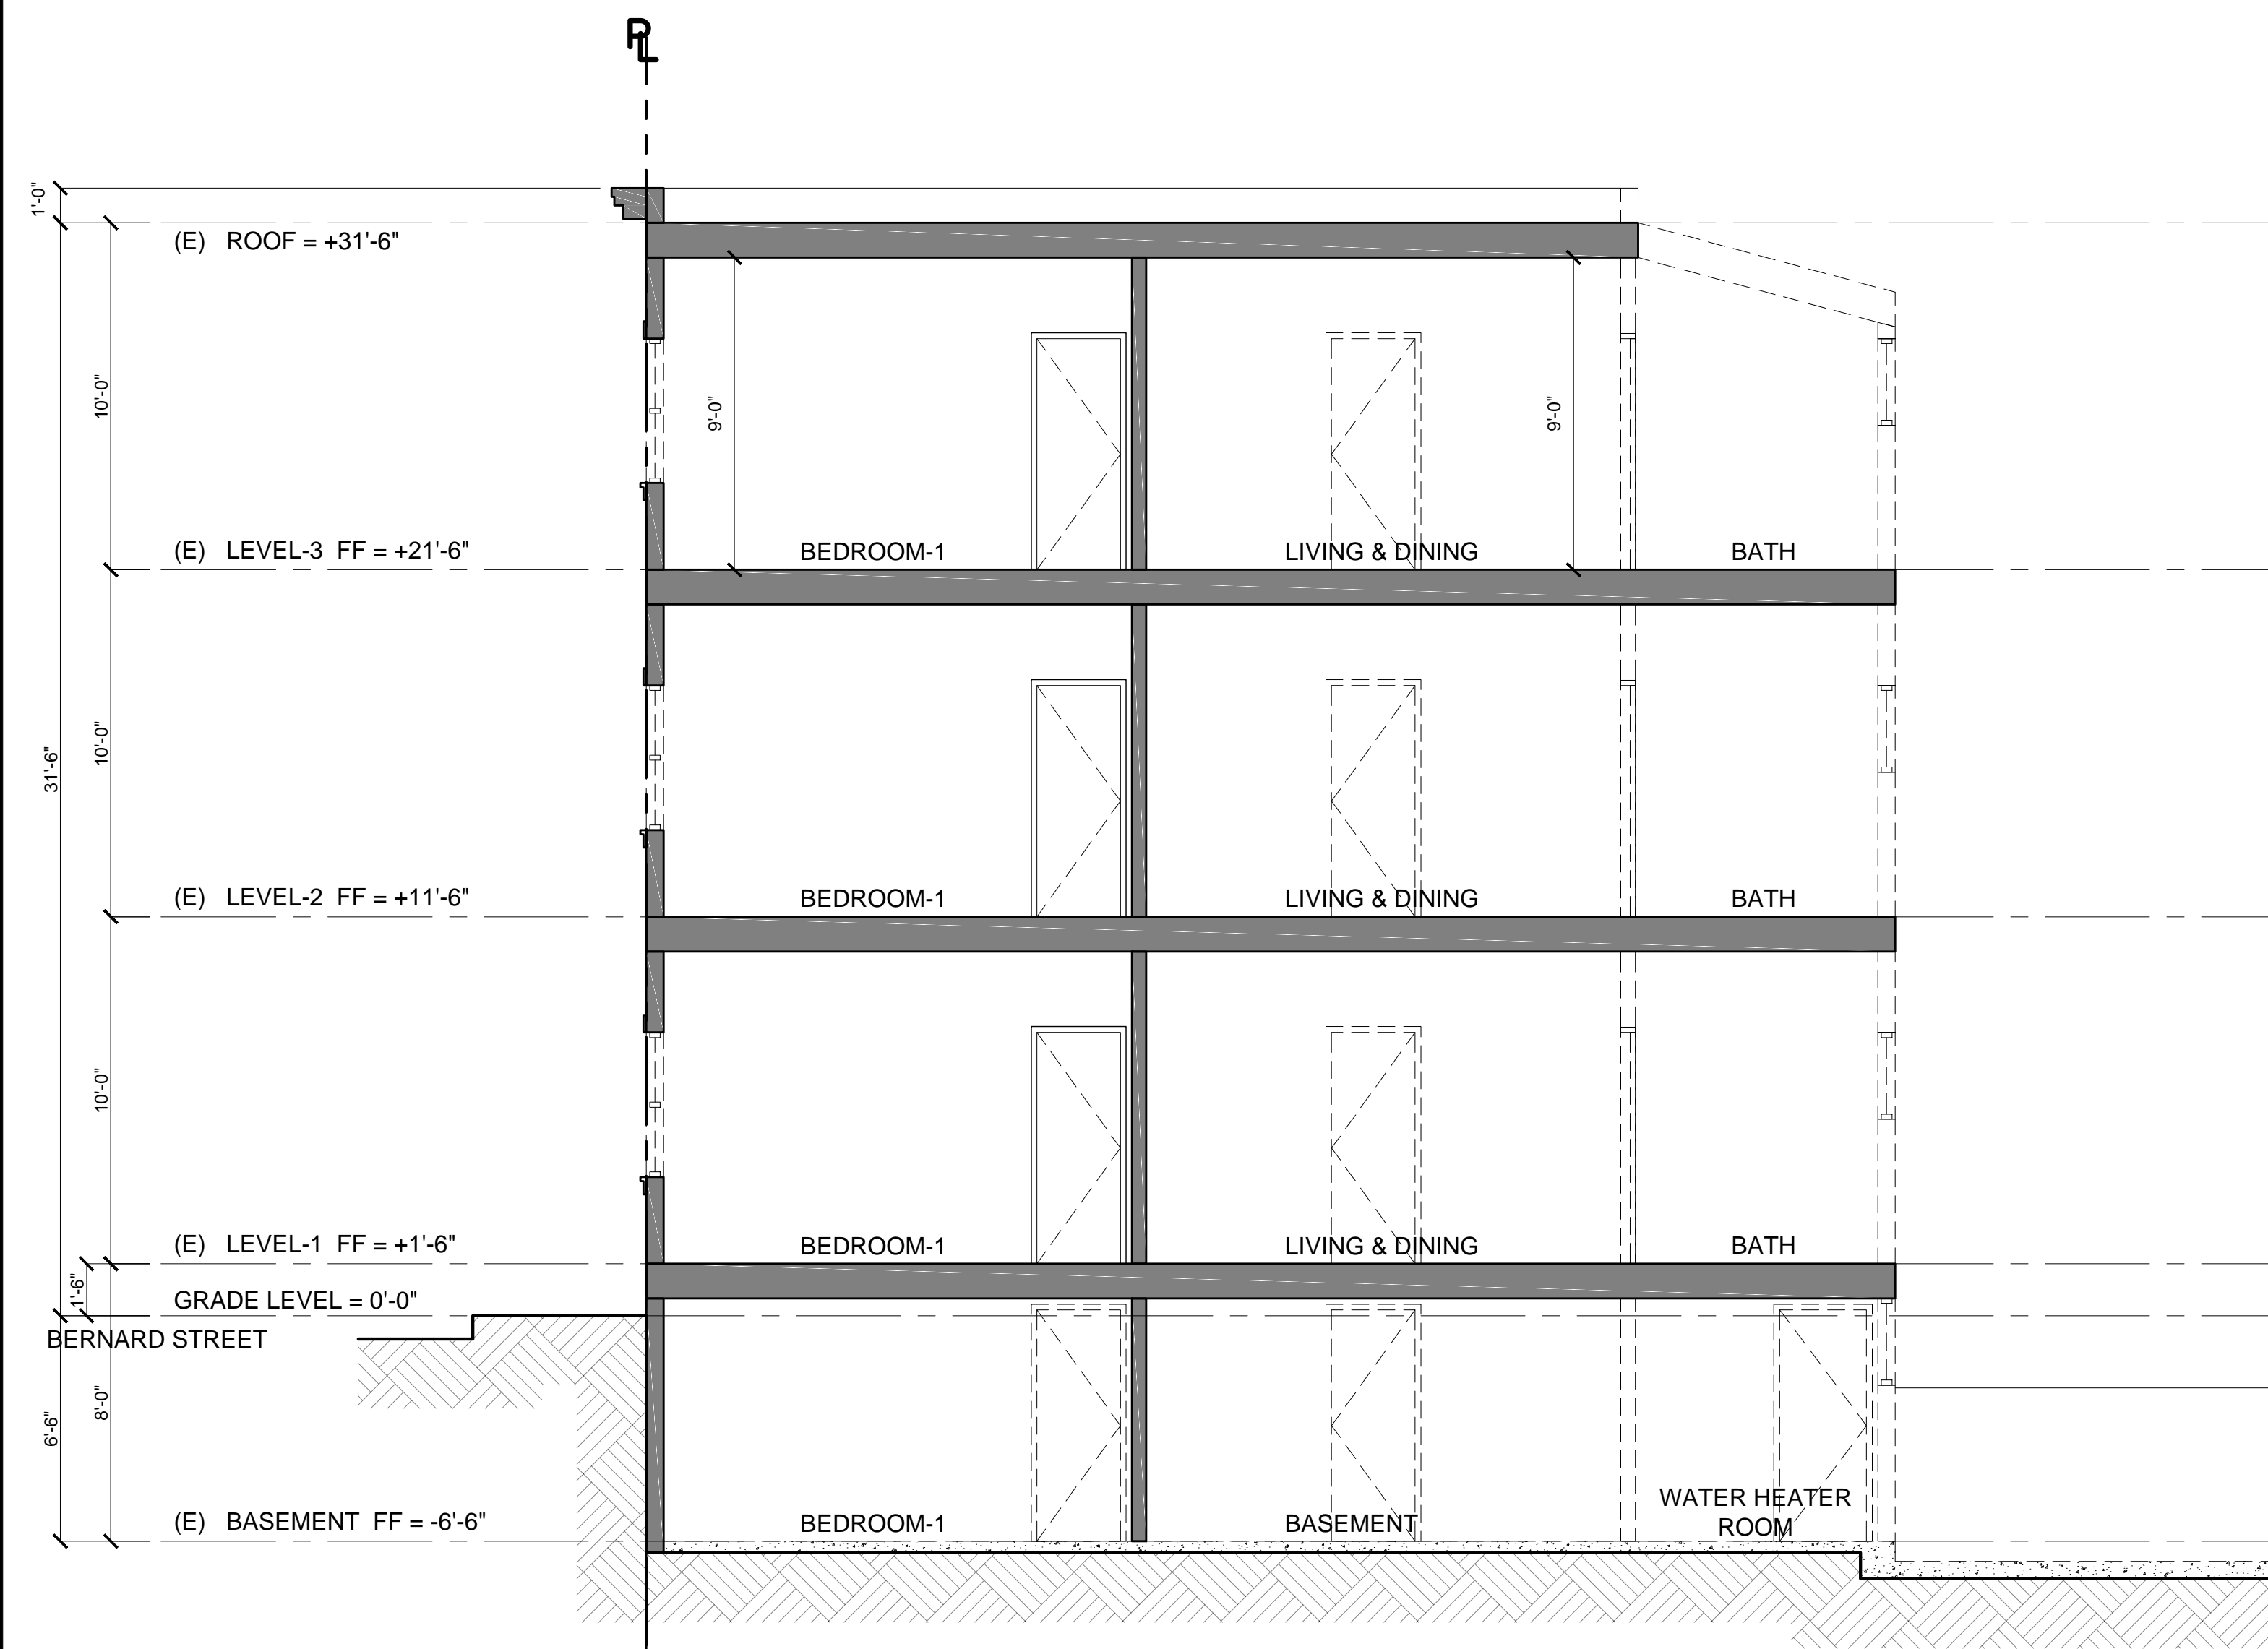 PL
1'-0"
(E) ROOF = +31'-6"
10'-0"
9'-0"
9'-0"
(E) LEVEL-3 FF = +21'-6"
BEDROOM-1
LIVING & DINING
BATH
31'-6"
10'-0"
(E) LEVEL-2 FF = +11'-6"
BEDROOM-1
LIVING & DINING
BATH
10'-0"
(E) LEVEL-1 FF = +1'-6"
BEDROOM-1
LIVING & DINING
BATH
1'-6"
GRADE LEVEL = 0'-0"
BERNARD STREET
6'-6"
8'-0"
(E) BASEMENT FF = -6'-6"
BEDROOM-1
BASEMENT
WATER HEATER
ROOM